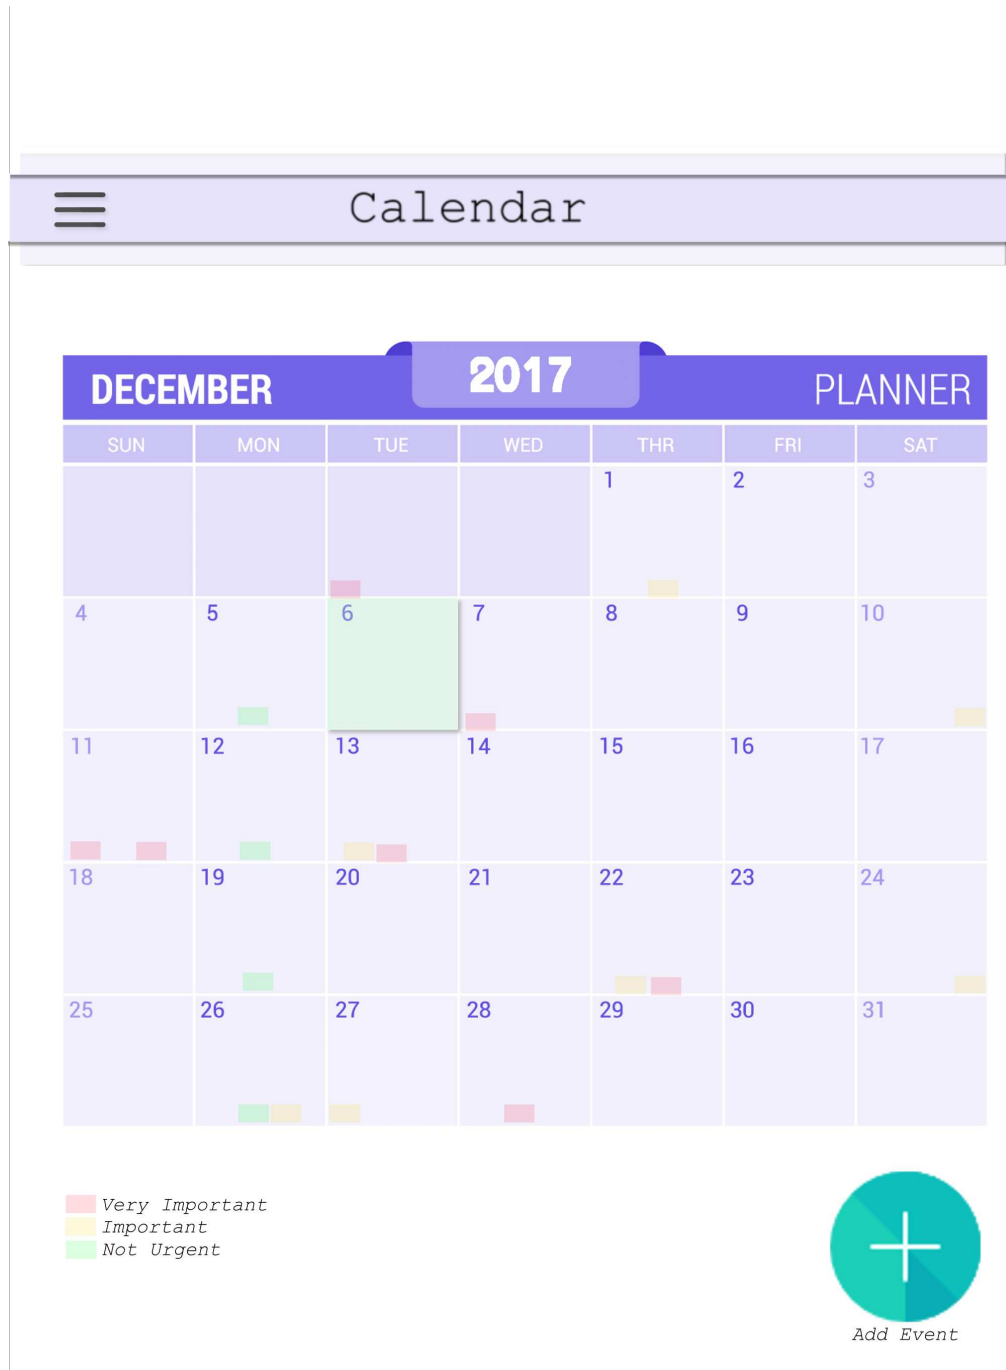 Calendar
DECEMBER 2017 PLANNER
SUN MON TUE WED THR FRI SAT
1 2 3
4 5 6 7 8 9 10
11 12 13 14 15 16 17
18 19 20 21 22 23 24
25 26 27 28 29 30 31
Very Important
Important
Not Urgent
Add Event